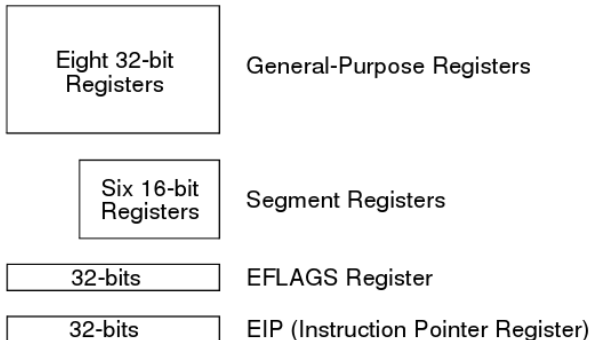 Eight 32-bit
Registers
General-Purpose Registers
Six 16-bit
Registers
Segment Registers
32-bits
EFLAGS Register
32-bits
EIP (Instruction Pointer Register)